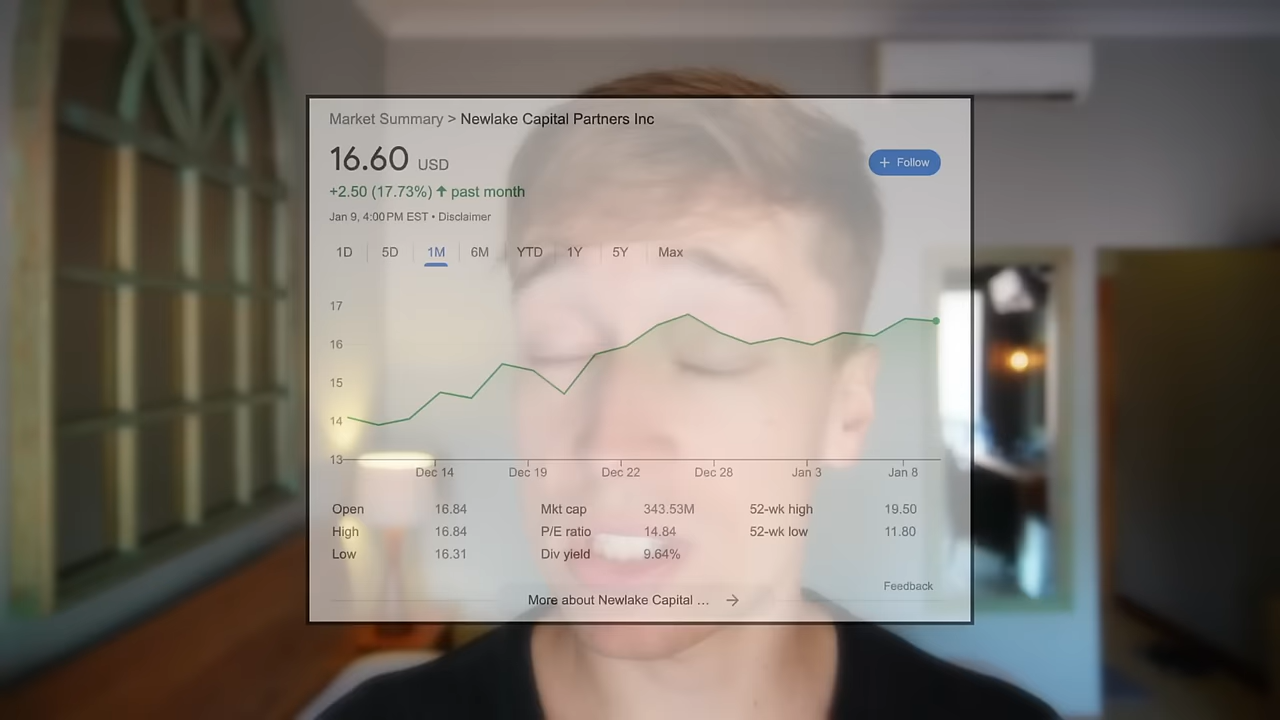 Market Summary > Newlake Capital Partners Inc
16.60 USD
+ Follow
+2.50 (17.73%) ↑ past month
Jan 9, 4:00 PM EST • Disclaimer
1D 5D 1M 6M YTD 1Y 5Y Max
17
16
15
14
13
Dec 14 Dec 19 Dec 22 Dec 28 Jan 3 Jan 8
Open 16.84 Mkt cap 343.53M 52-wk high 19.50
High 16.84 P/E ratio 14.84 52-wk low 11.80
Low 16.31 Div yield 9.64%
Feedback
More about Newlake Capital ... →